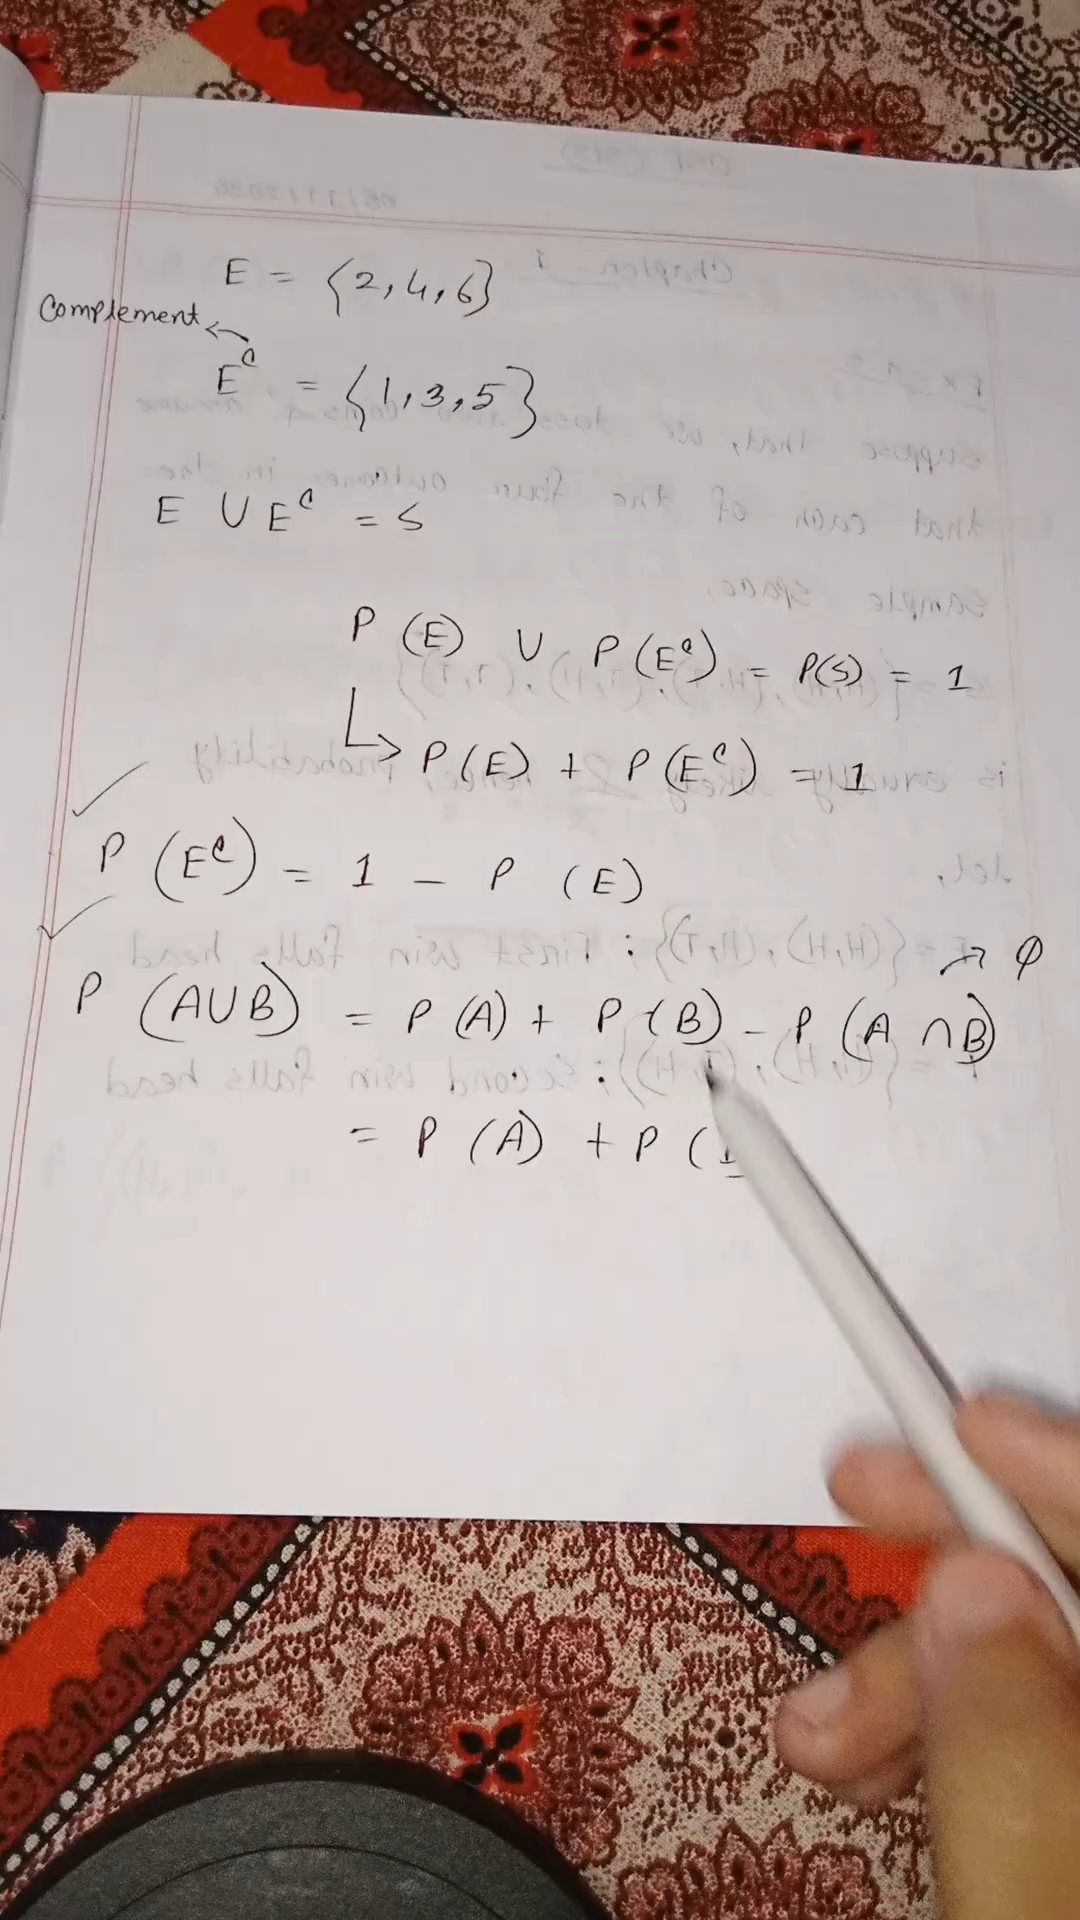 E = {2, 4, 6}
Complement
E^c = {1, 3, 5}
E ∪ E^c = S
P (E) ∪ P (E^c) = P(S) = 1
P (E) + P (E^c) = 1
P (E^c) = 1 - P (E)
φ
P (A∪B) = P (A) + P (B) - P (A ∩ B)
= P (A) + P (